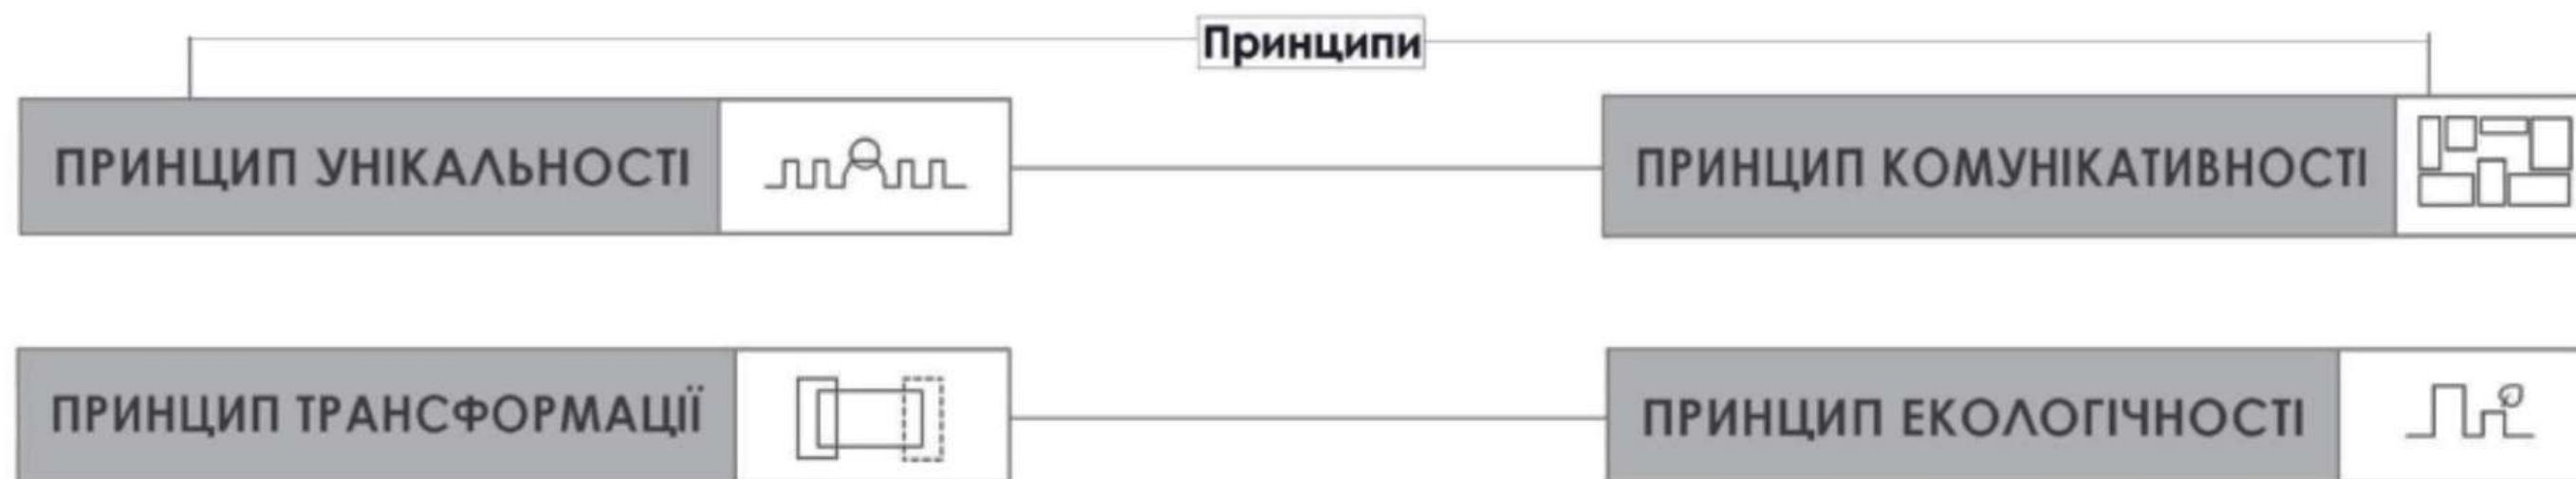 Принципи
ПРИНЦИП УНІКАЛЬНОСТІ
ПРИНЦИП КОМУНІКАТИВНОСТІ
ПРИНЦИП ТРАНСФОРМАЦІЇ
ПРИНЦИП ЕКОЛОГІЧНОСТІ